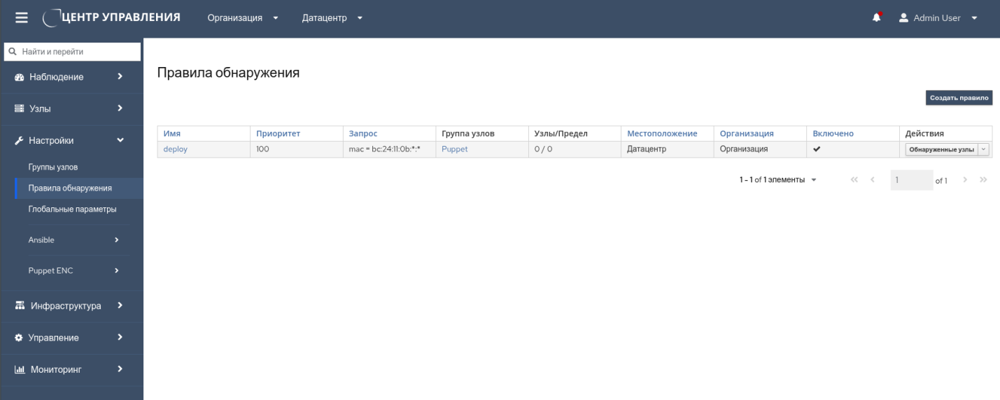 ЦЕНТР УПРАВЛЕНИЯ Организация Датацентр Admin User
Найти и перейти
Наблюдение
Узлы
Настройки
Группы узлов
Правила обнаружения
Глобальные параметры
Ansible
Puppet ENC
Инфраструктура
Управление
Мониторинг
Правила обнаружения
Создать правило
Имя Приоритет Запрос Группа узлов Узлы/Предел Местоположение Организация Включено Действия
deploy 100 mac = bc:24:11:0b:*:* Puppet 0 / 0 Датацентр Организация Обнаруженные узлы
1 - 1 of 1 элементы 1 of 1